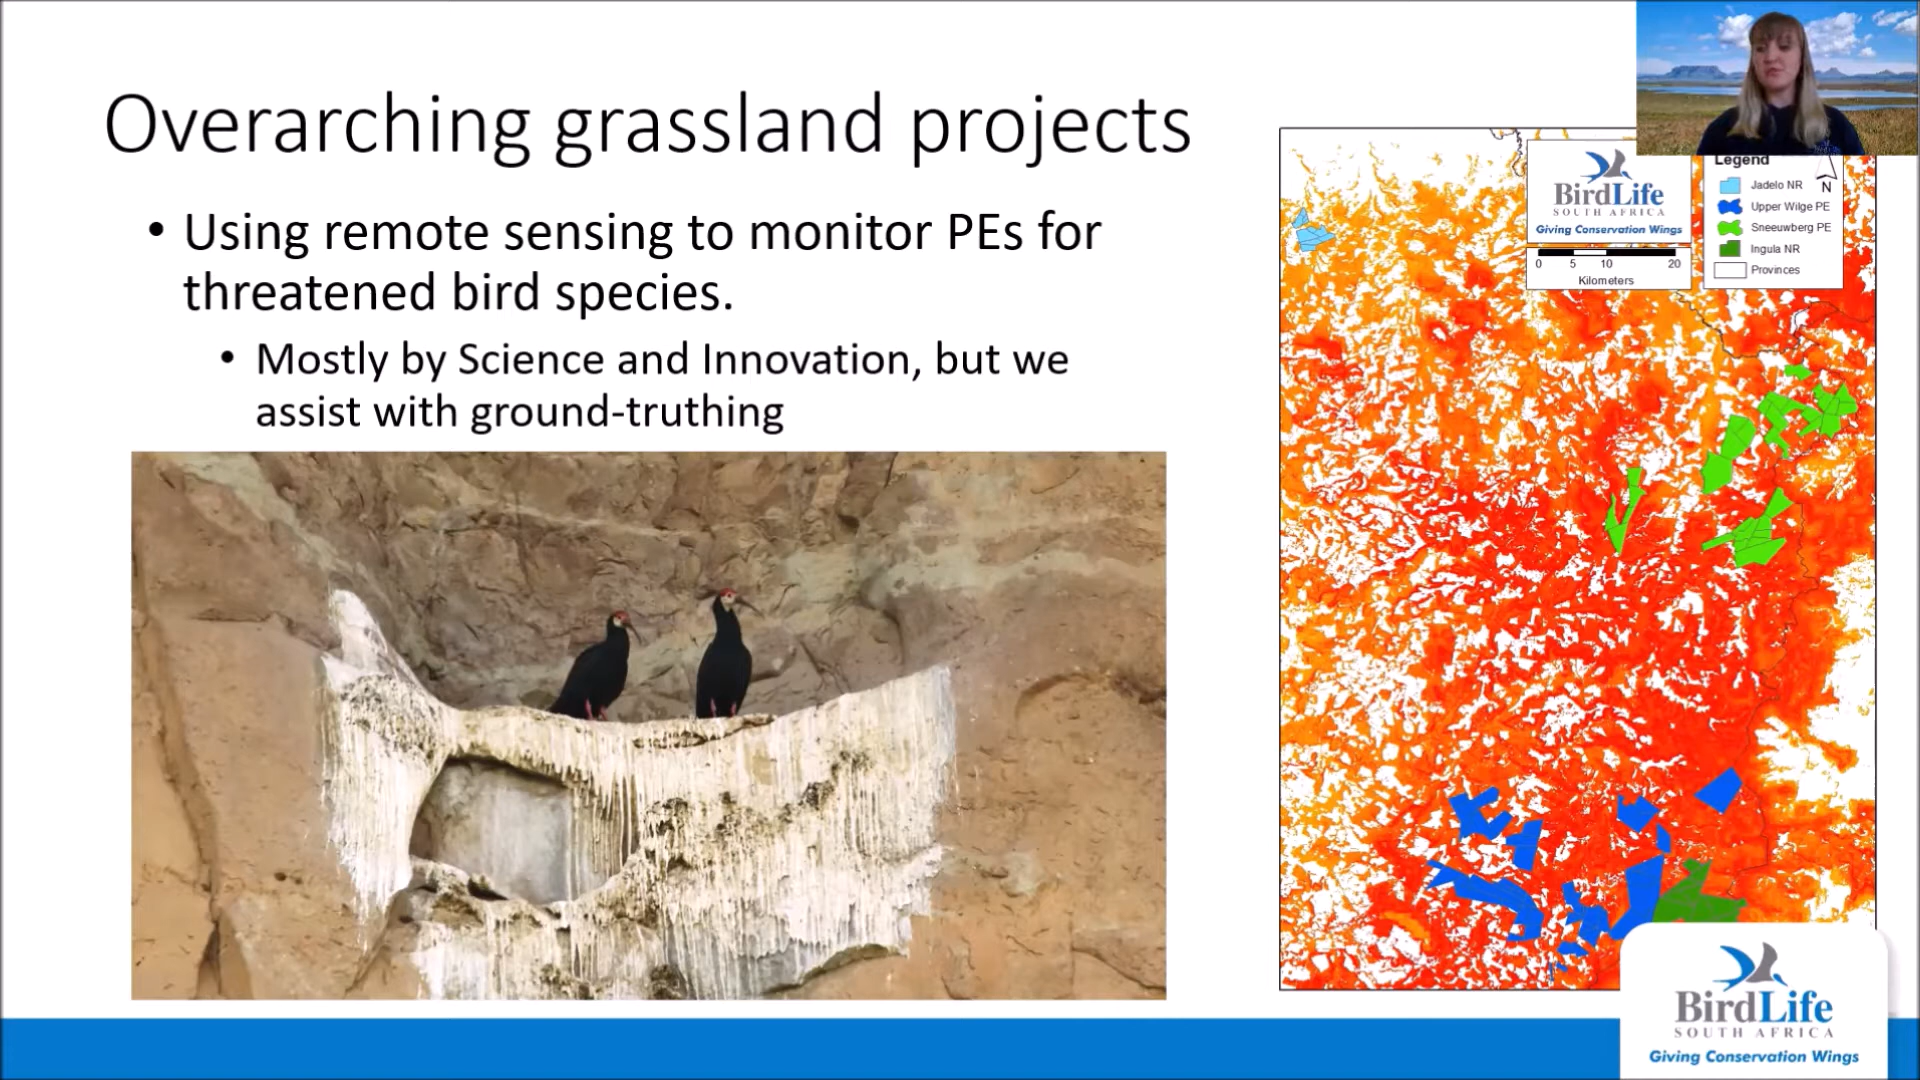 Overarching grassland projects
• Using remote sensing to monitor PEs for
threatened bird species.
• Mostly by Science and Innovation, but we
assist with ground-truthing
BirdLife
SOUTH AFRICA
Giving Conservation Wings
0 5 10 20
Kilometers
Legend
N
Jadelo NR
Upper Wilge PE
Sneeuwberg PE
Ingula NR
Provinces
BirdLife
SOUTH AFRICA
Giving Conservation Wings